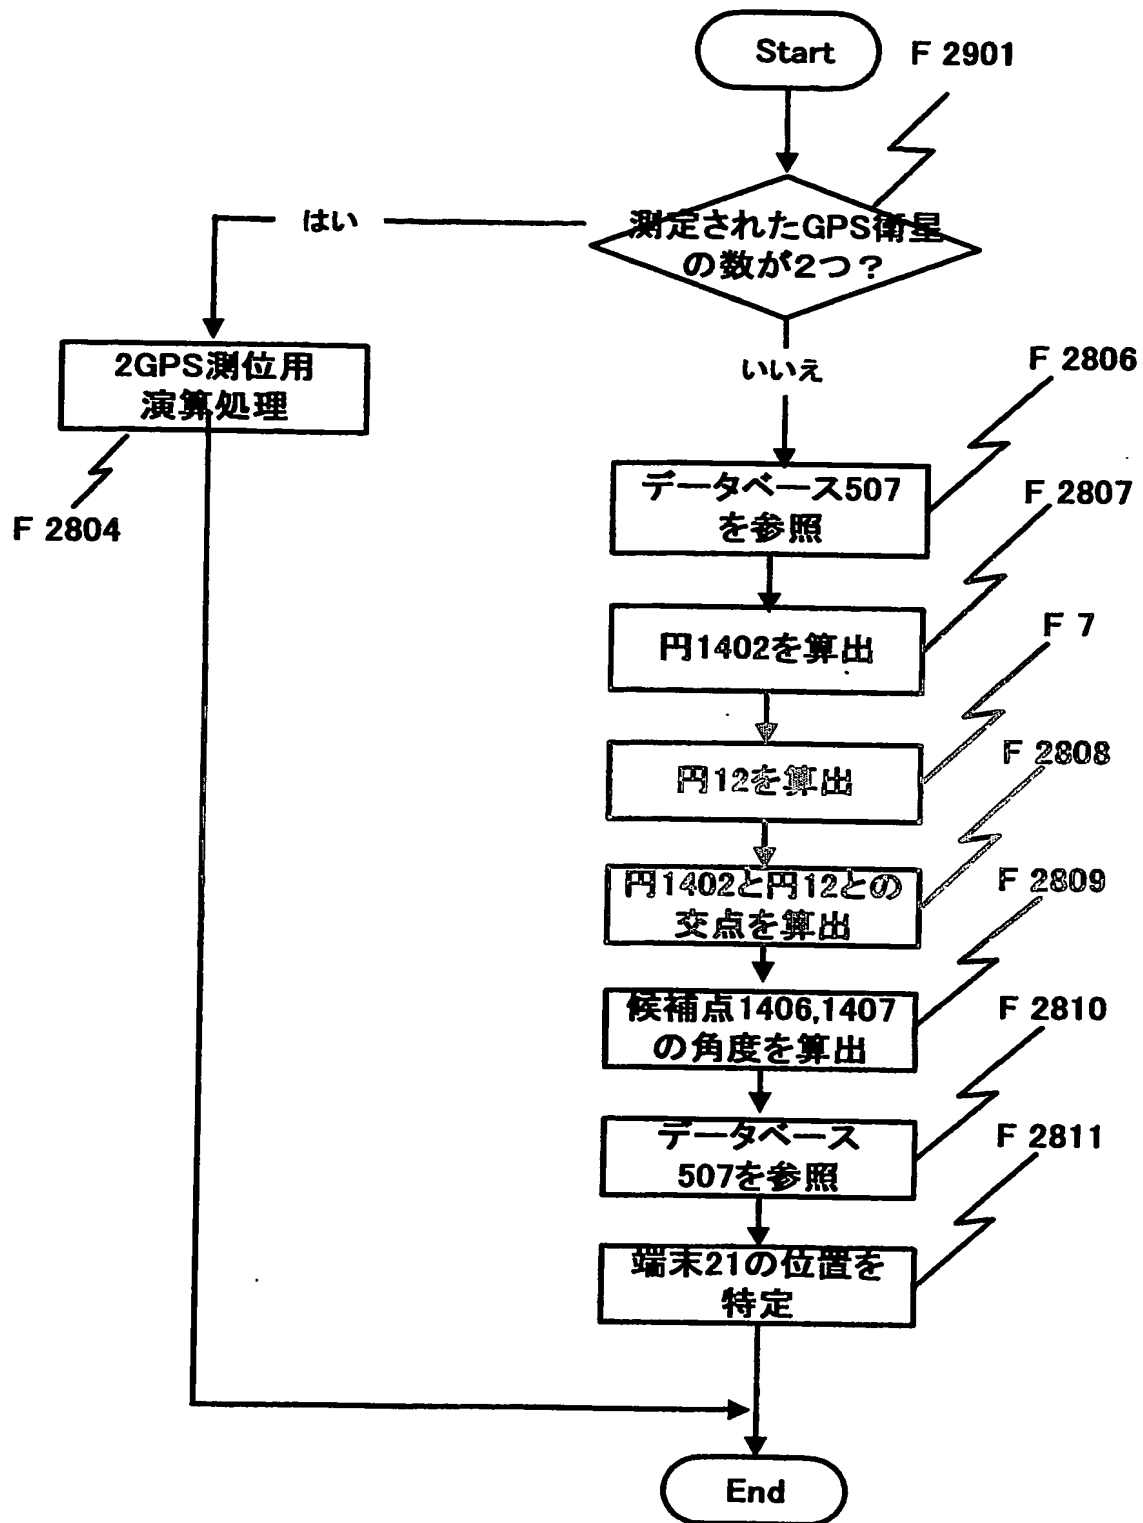 Start
F 2901
測定されたGPS衛星
の数が2つ？
はい
いいえ
2GPS測位用
演算処理
F 2804
F 2806
データベース507
を参照
F 2807
円1402を算出
F 7
円12を算出
F 2808
円1402と円12との
交点を算出
F 2809
候補点1406,1407
の角度を算出
F 2810
データベース
507を参照
F 2811
端末21の位置を
特定
End